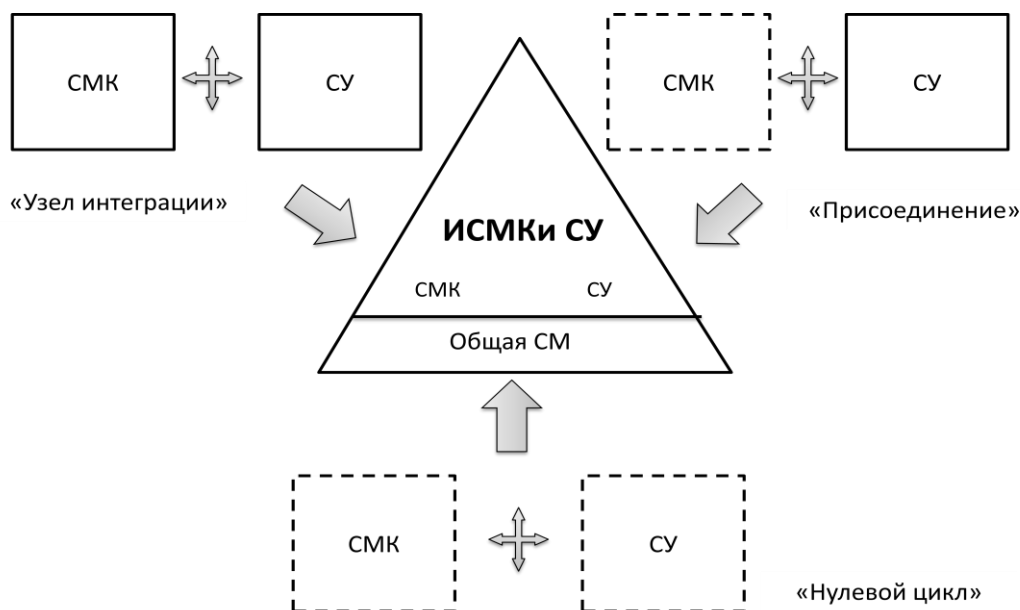 СМК
СУ
СМК
СУ
«Узел интеграции»
«Присоединение»
ИСМКи СУ
СМК
СУ
Общая СМ
СМК
СУ
«Нулевой цикл»